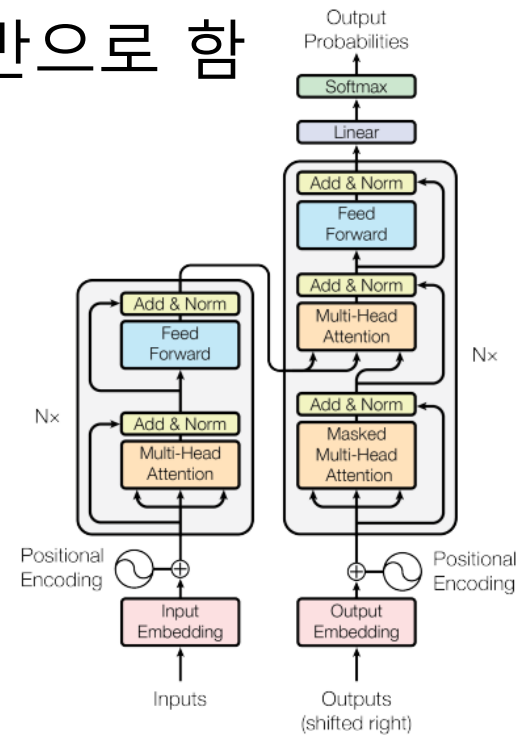 반으로 함
Output
Probabilities
Softmax
Linear
Add & Norm
Feed
Forward
Add & Norm
Multi-Head
Attention
Nx
Add & Norm
Masked
Multi-Head
Attention
Positional
Encoding
Output
Embedding
Outputs
(shifted right)
Add & Norm
Feed
Forward
Nx
Add & Norm
Multi-Head
Attention
Positional
Encoding
Input
Embedding
Inputs